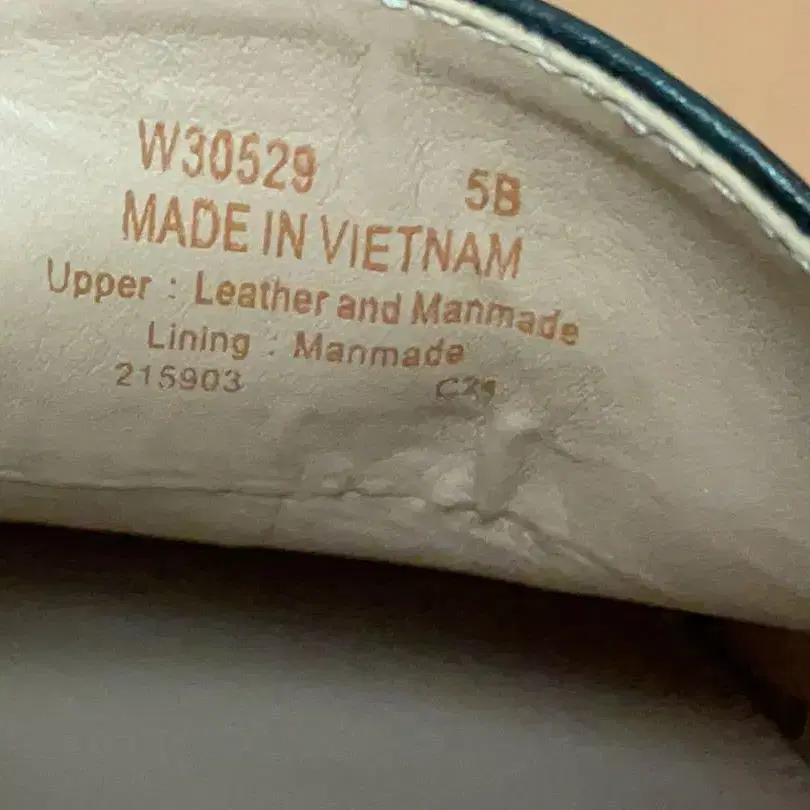 W30529 5B
MADE IN VIETNAM
Upper : Leather and Manmade
Lining : Manmade
215903